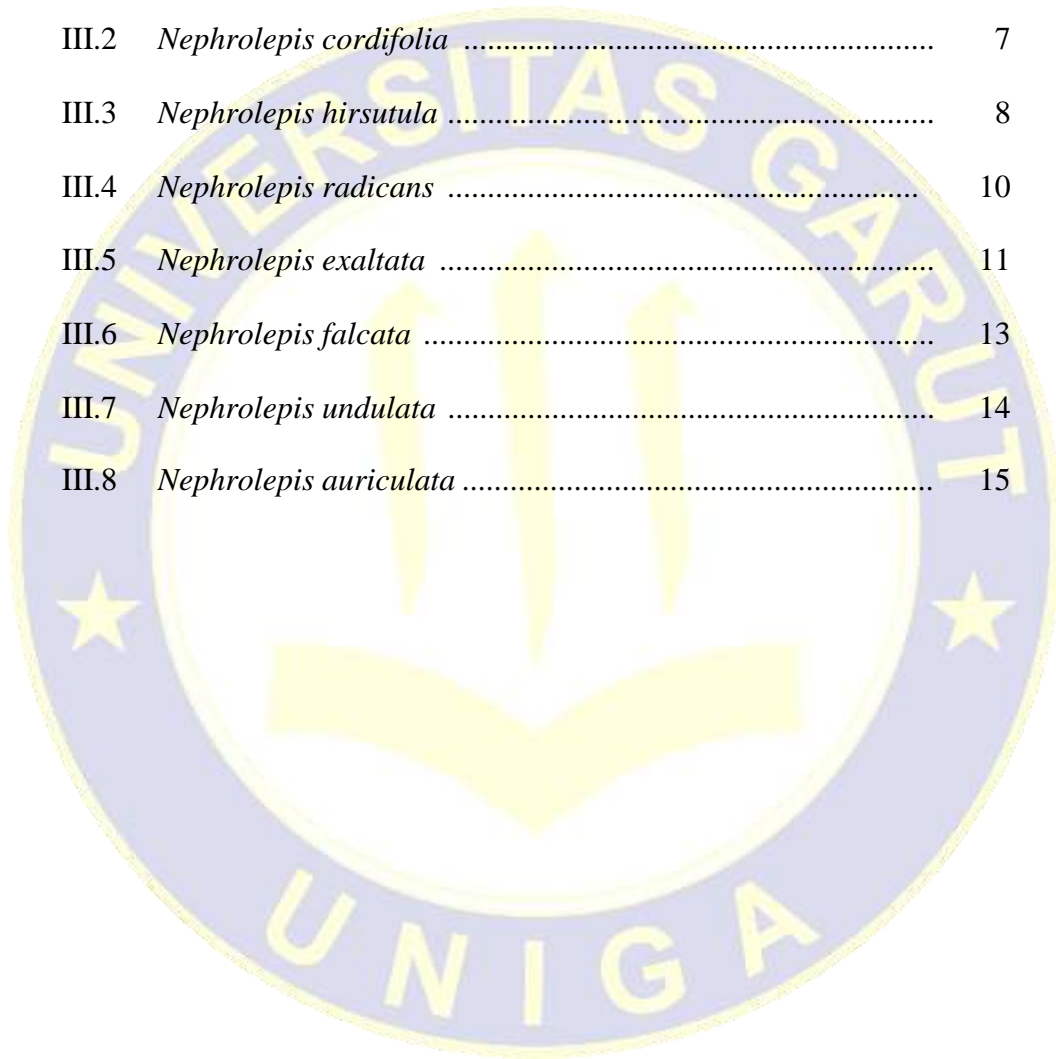 III.2 Nephrolepis cordifolia ............................................................... 7
III.3 Nephrolepis hirsutula ................................................................. 8
III.4 Nephrolepis radicans ............................................................... 10
III.5 Nephrolepis exaltata .................................................................. 11
III.6 Nephrolepis falcata .................................................................... 13
III.7 Nephrolepis undulata ................................................................. 14
III.8 Nephrolepis auriculata ............................................................... 15
UNIVERSITAS GARUT
UNIGA